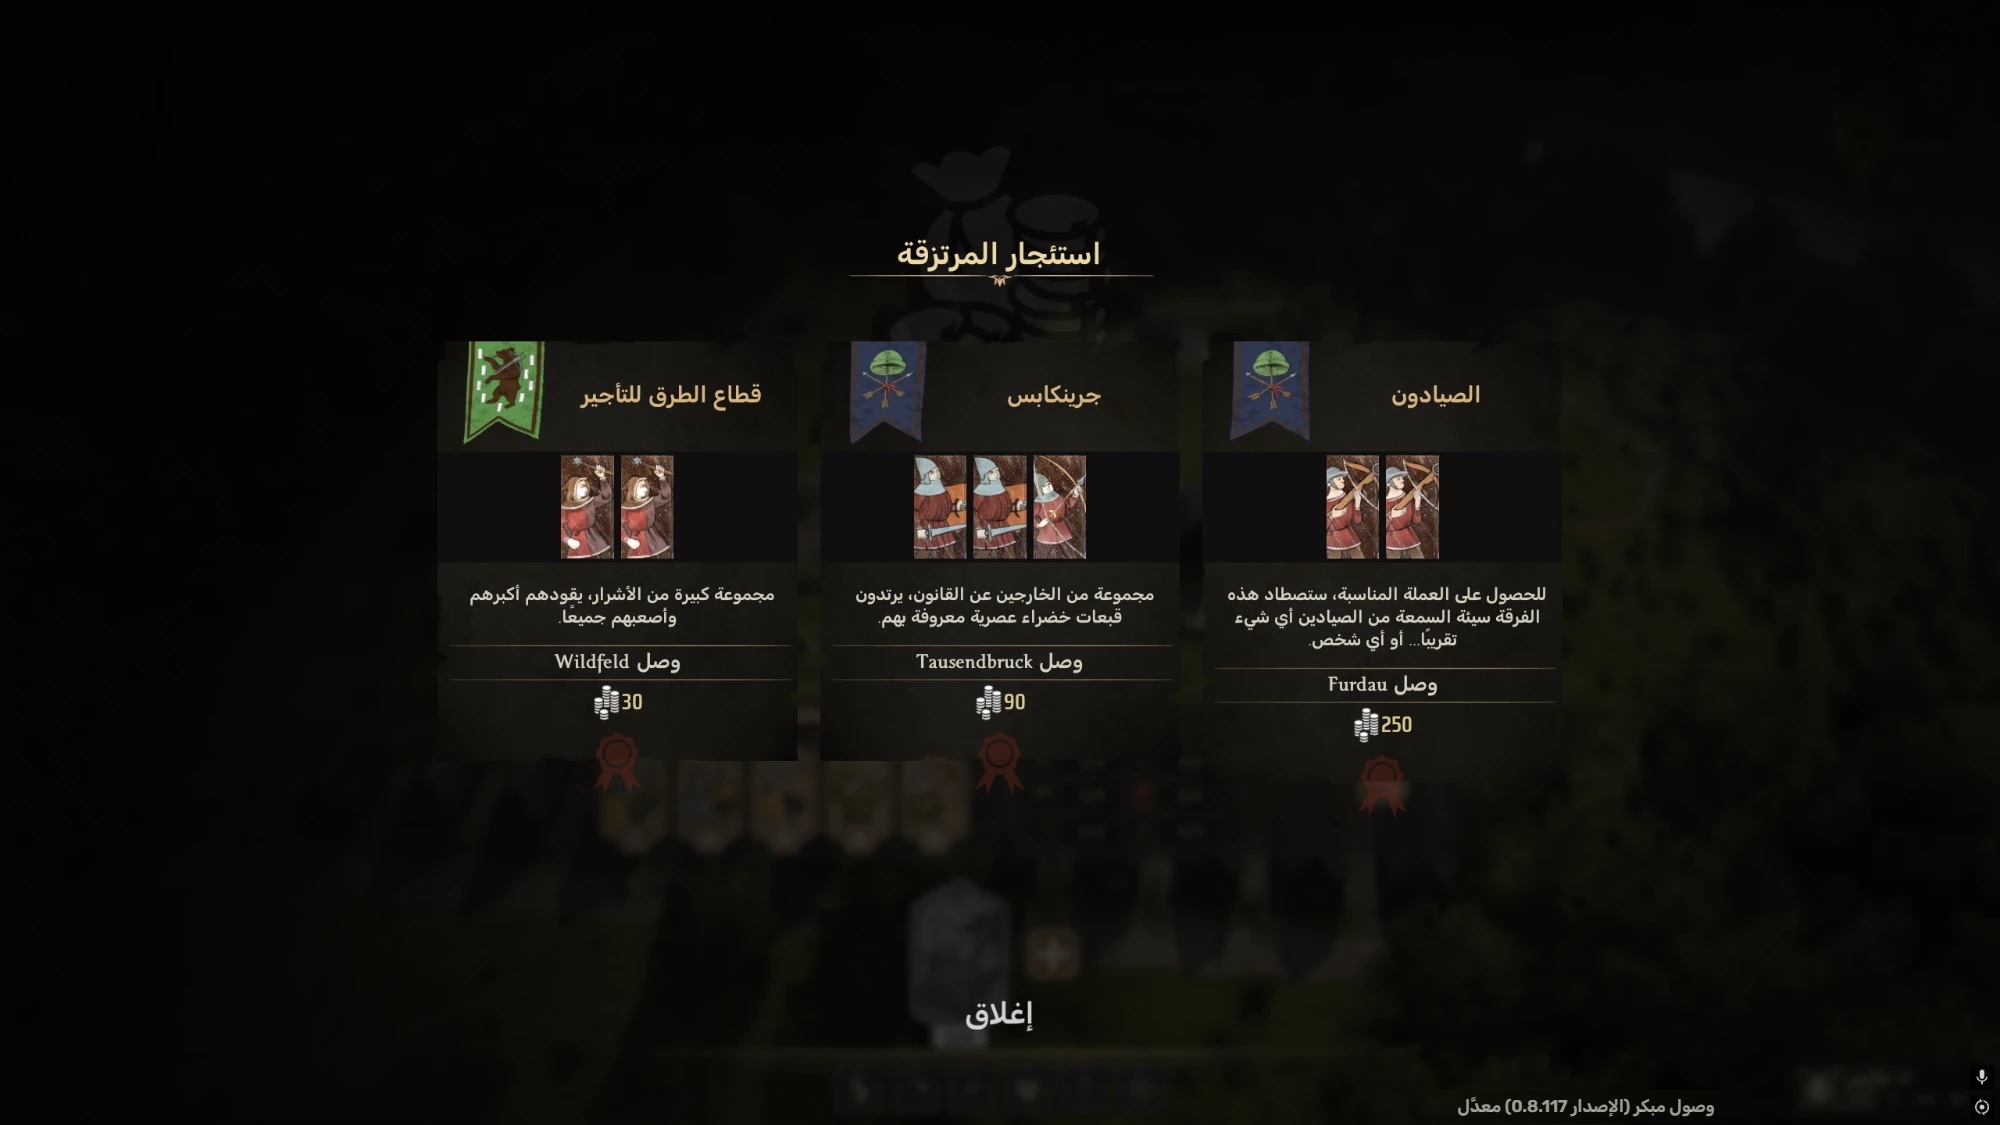 استئجار المرتزقة
الصيادون
للحصول على العملة المناسبة، ستصطاد هذه
الفرقة سيئة السمعة من الصيادين أي شيء
تقريبًا... أو أي شخص.
وصل Furdau
250
جرينكابس
مجموعة من الخارجين عن القانون، يرتدون
قبعات خضراء عصرية معروفة بهم.
وصل Tausendbruck
90
قطاع الطرق للتأجير
مجموعة كبيرة من الأشرار، يقودهم أكبرهم
وأصعبهم جميعًا.
وصل Wildfeld
30
إغلاق
وصول مبكر (الإصدار 0.8.117) معدَّل